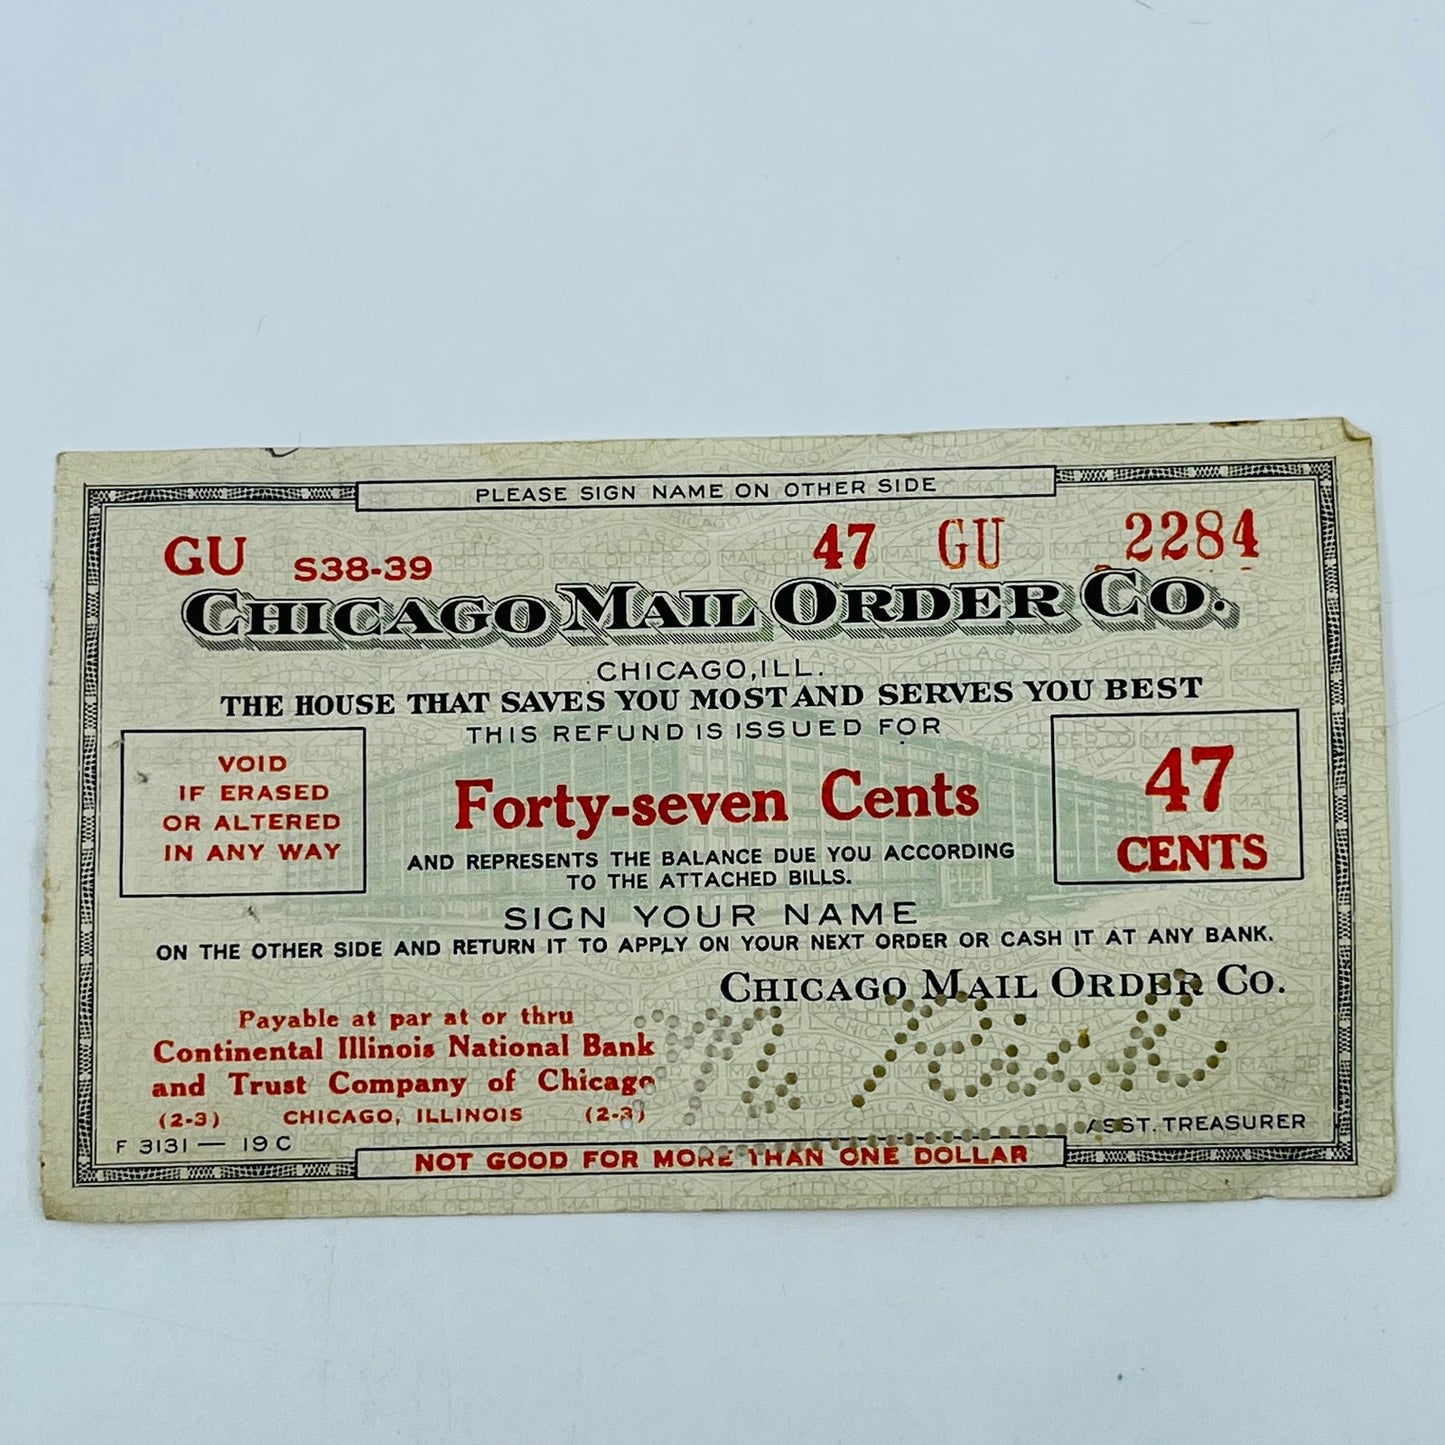 PLEASE SIGN NAME ON OTHER SIDE
GU S38-39 47 GU 2284
CHICAGO MAIL ORDER CO.
CHICAGO, ILL.
THE HOUSE THAT SAVES YOU MOST AND SERVES YOU BEST
THIS REFUND IS ISSUED FOR
VOID
IF ERASED
OR ALTERED
IN ANY WAY
Forty-seven Cents
47
CENTS
AND REPRESENTS THE BALANCE DUE YOU ACCORDING
TO THE ATTACHED BILLS.
SIGN YOUR NAME
ON THE OTHER SIDE AND RETURN IT TO APPLY ON YOUR NEXT ORDER OR CASH IT AT ANY BANK.
CHICAGO MAIL ORDER CO.
Payable at par at or thru
Continental Illinois National Bank
and Trust Company of Chicago
(2-3) CHICAGO, ILLINOIS (2-3)
ASST. TREASURER
F 3131 — 19 C
NOT GOOD FOR MORE THAN ONE DOLLAR